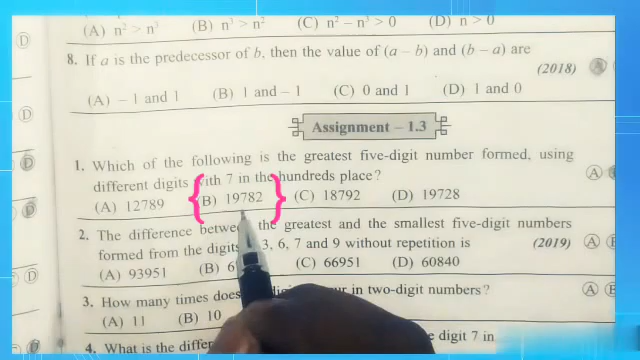 (A) n² > n³ (B) n³ > n² (C) n² − n³ > 0 (D) n > 0
8. If a is the predecessor of b, then the value of (a − b) and (b − a) are
(2018) A
(A) − 1 and 1 (B) 1 and − 1 (C) 0 and 1 (D) 1 and 0
Assignment – 1.3
1. Which of the following is the greatest five-digit number formed, using
different digits with 7 in the hundreds place? A
(A) 12789 (B) 19782 (C) 18792 (D) 19728
2. The difference between the greatest and the smallest five-digit numbers
formed from the digits 3, 6, 7 and 9 without repetition is (2019) A
(A) 93951 (B) 6 (C) 66951 (D) 60840
3. How many times does digit in two-digit numbers? A
(A) 11 (B) 10
4. What is the digit 7 in